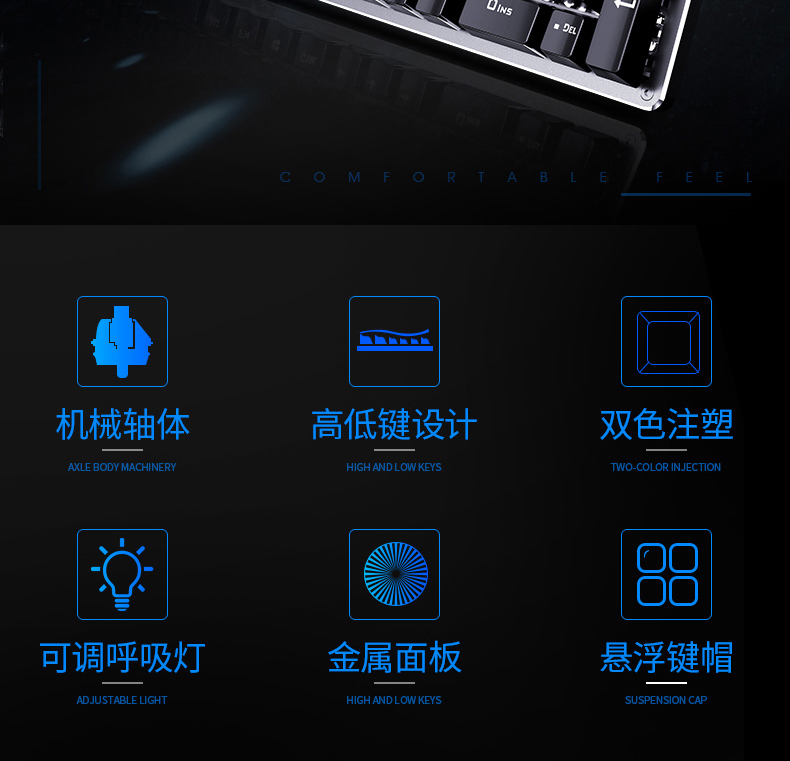 INS
DEL
COMFORTABLE FEEL
机械轴体
高低键设计
双色注塑
AXLE BODY MACHINERY
HIGH AND LOW KEYS
TWO-COLOR INJECTION
可调呼吸灯
金属面板
悬浮键帽
ADJUSTABLE LIGHT
HIGH AND LOW KEYS
SUSPENSION CAP